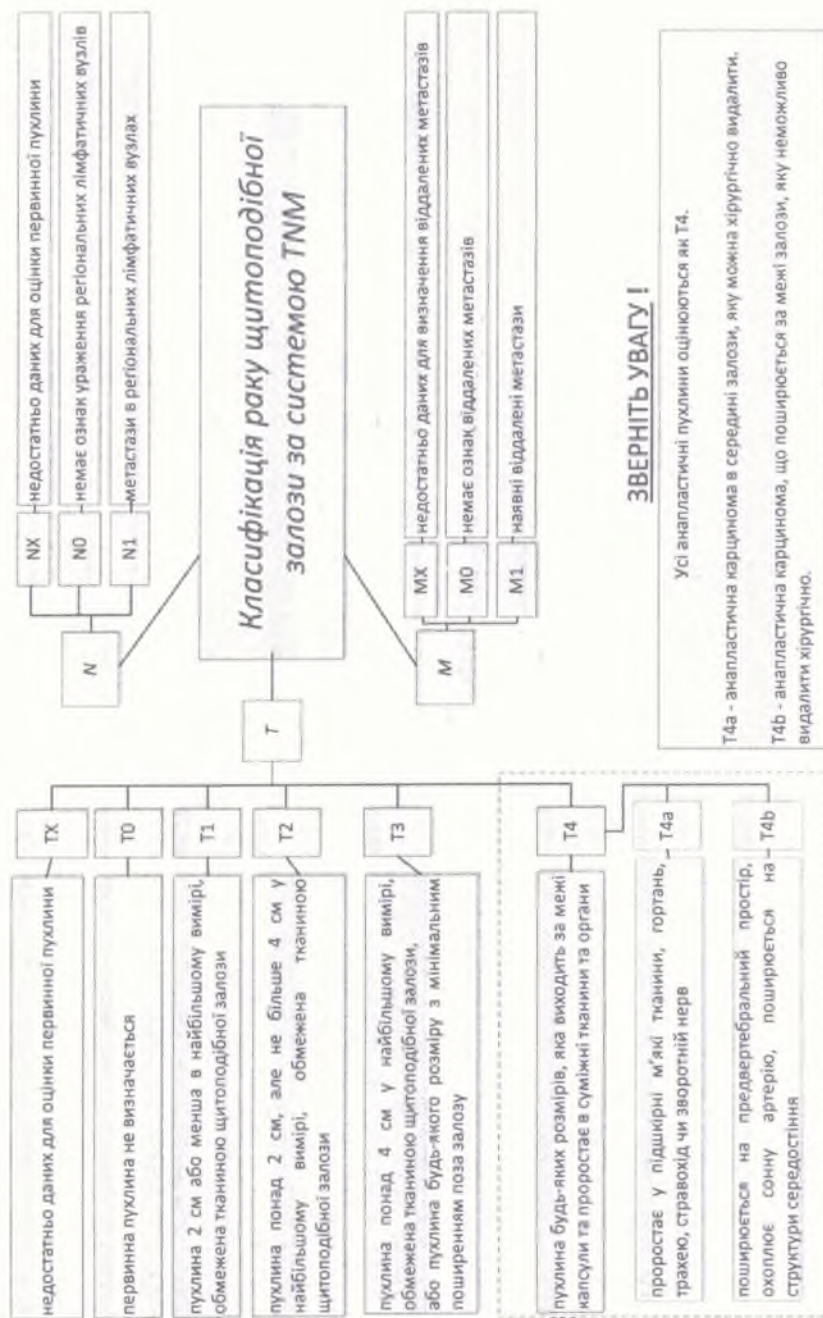 Класифікація раку щитоподібної
залози за системою TNM
T
TX
недостатньо даних для оцінки первинної пухлини
T0
первинна пухлина не визначається
T1
пухлина 2 см або менша в найбільшому вимірі,
обмежена тканиною щитоподібної залози
T2
пухлина понад 2 см, але не більше 4 см у
найбільшому вимірі, обмежена тканиною
щитоподібної залози
T3
пухлина понад 4 см у найбільшому вимірі,
обмежена тканиною щитоподібної залози,
або пухлина будь-якого розміру з мінімальним
поширенням поза залозу
T4
пухлина будь-яких розмірів, яка виходить за межі
капсули та проростає в суміжні тканини та органи
T4a
проростає у підшкірні м'які тканини, гортань,
трахею, стравохід чи зворотній нерв
T4b
поширюється на предвертебральний простір,
охоплює сонну артерію, поширюється на
структури середостіння
N
NX
недостатньо даних для оцінки первинної пухлини
N0
немає ознак ураження регіональних лімфатичних вузлів
N1
метастази в регіональних лімфатичних вузлах
M
MX
недостатньо даних для визначення віддалених метастазів
M0
немає ознак віддалених метастазів
M1
наявні віддалені метастази
ЗВЕРНІТЬ УВАГУ !
Усі анапластичні пухлини оцінюються як T4.
T4a - анапластична карцинома в середині залози, яку можна хірургічно видалити.
T4b - анапластична карцинома, що поширюється за межі залози, яку неможливо
видалити хірургічно.